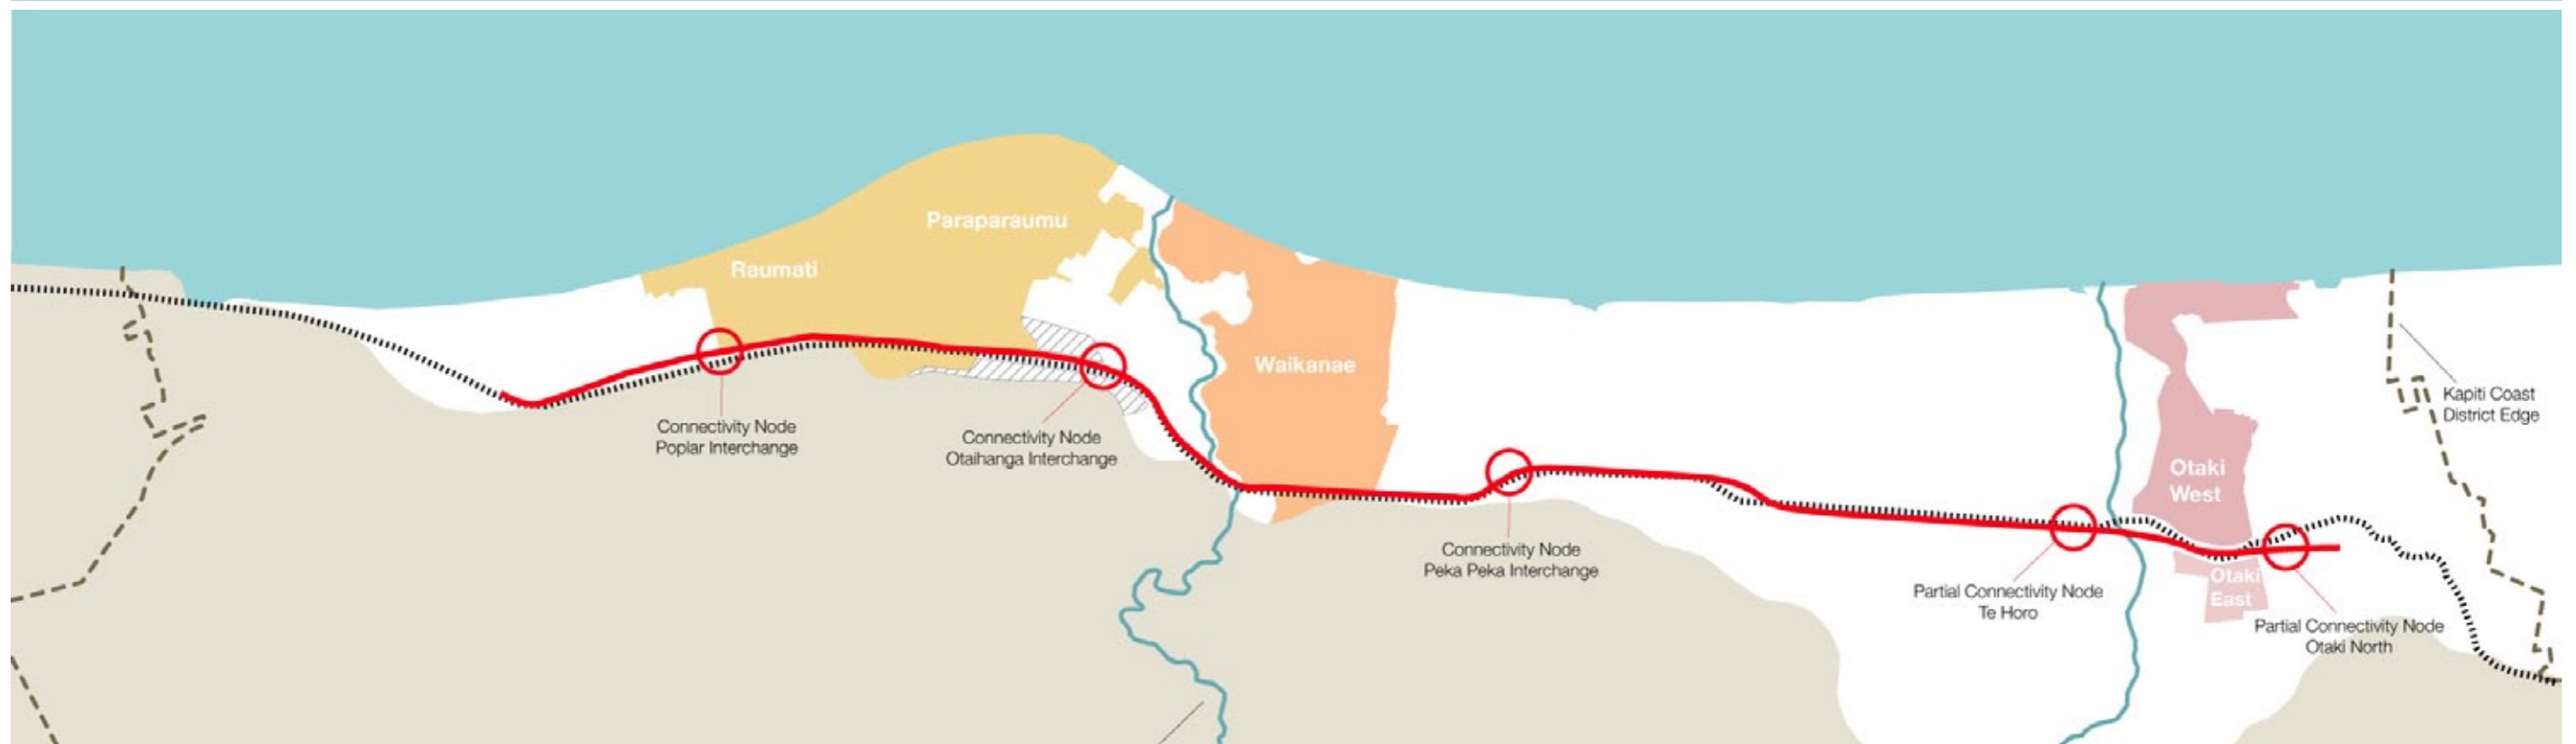 Paraparaumu
Raumati
Waikanae
Connectivity Node
Poplar Interchange
Connectivity Node
Otaihanga Interchange
Connectivity Node
Peka Peka Interchange
Partial Connectivity Node
Te Horo
Otaki
West
Otaki
East
Partial Connectivity Node
Otaki North
Kapiti Coast
District Edge